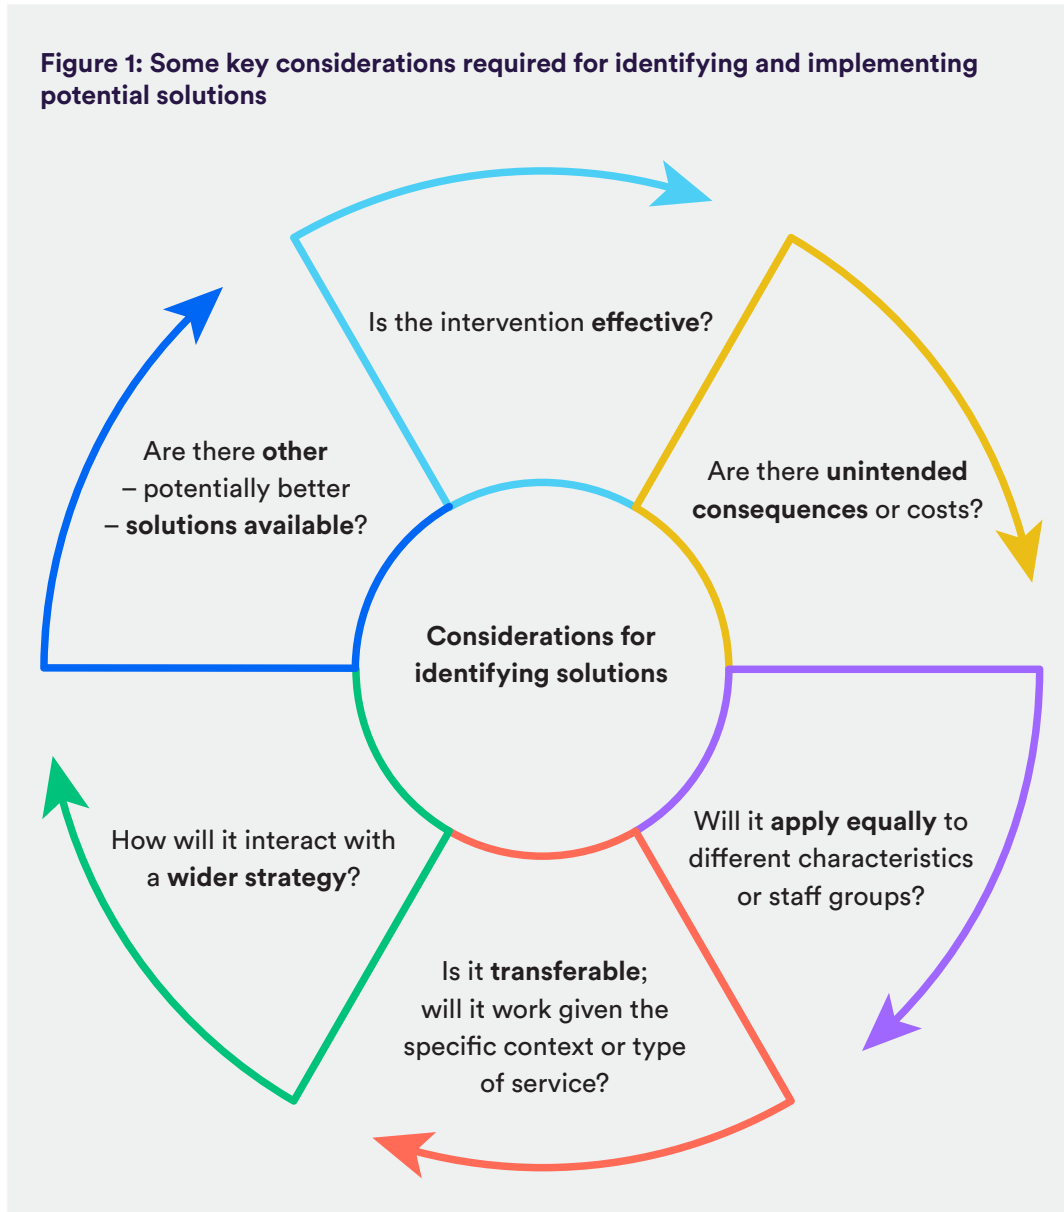 Figure 1: Some key considerations required for identifying and implementing
potential solutions
Is the intervention effective?
Are there unintended
consequences or costs?
Will it apply equally to
different characteristics
or staff groups?
Is it transferable;
will it work given the
specific context or type
of service?
How will it interact with
a wider strategy?
Are there other
– potentially better
– solutions available?
Considerations for
identifying solutions